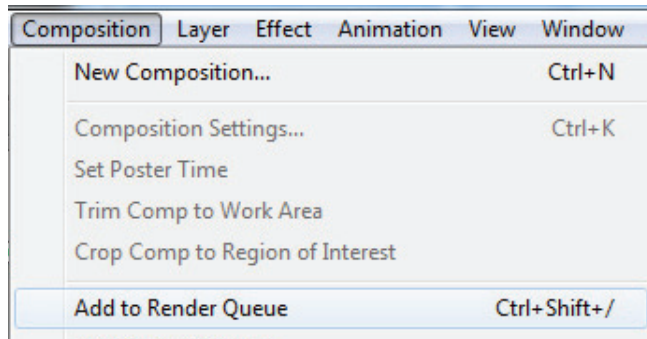 Composition Layer Effect Animation View Window
New Composition... Ctrl+N
Composition Settings... Ctrl+K
Set Poster Time
Trim Comp to Work Area
Crop Comp to Region of Interest
Add to Render Queue Ctrl+Shift+/